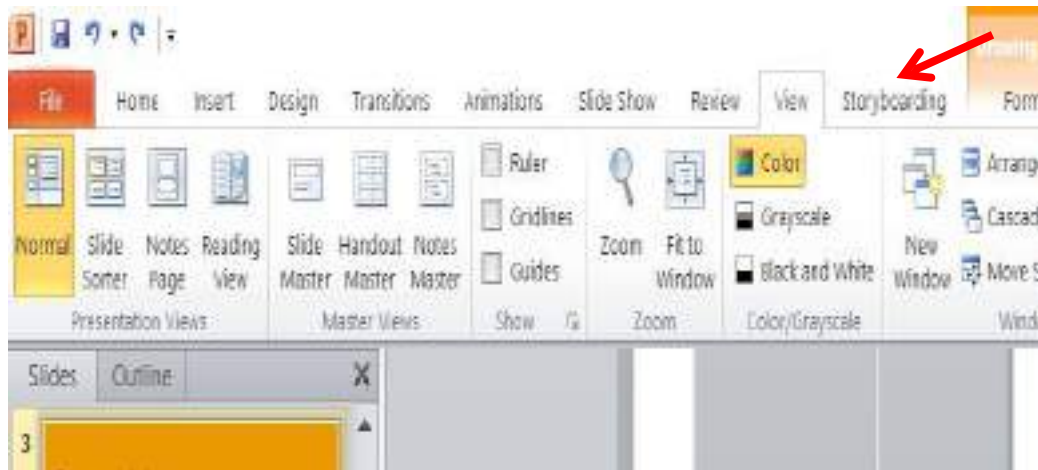 File Home Insert Design Transitions Animations Slide Show Review View Storyboarding
Normal
Slide Sorter
Notes Page
Reading View
Presentation Views
Slide Master
Handout Master
Notes Master
Master Views
Ruler
Gridlines
Guides
Show
Zoom
Fit to Window
Zoom
Color
Grayscale
Black and White
Color/Grayscale
New Window
Move S
Slides Outline X
3